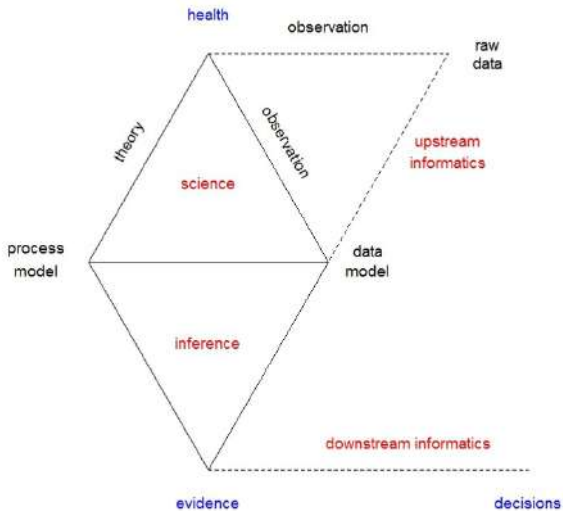 health
observation
raw
data
theory
observation
upstream
informatics
science
process
model
data
model
inference
downstream informatics
evidence
decisions